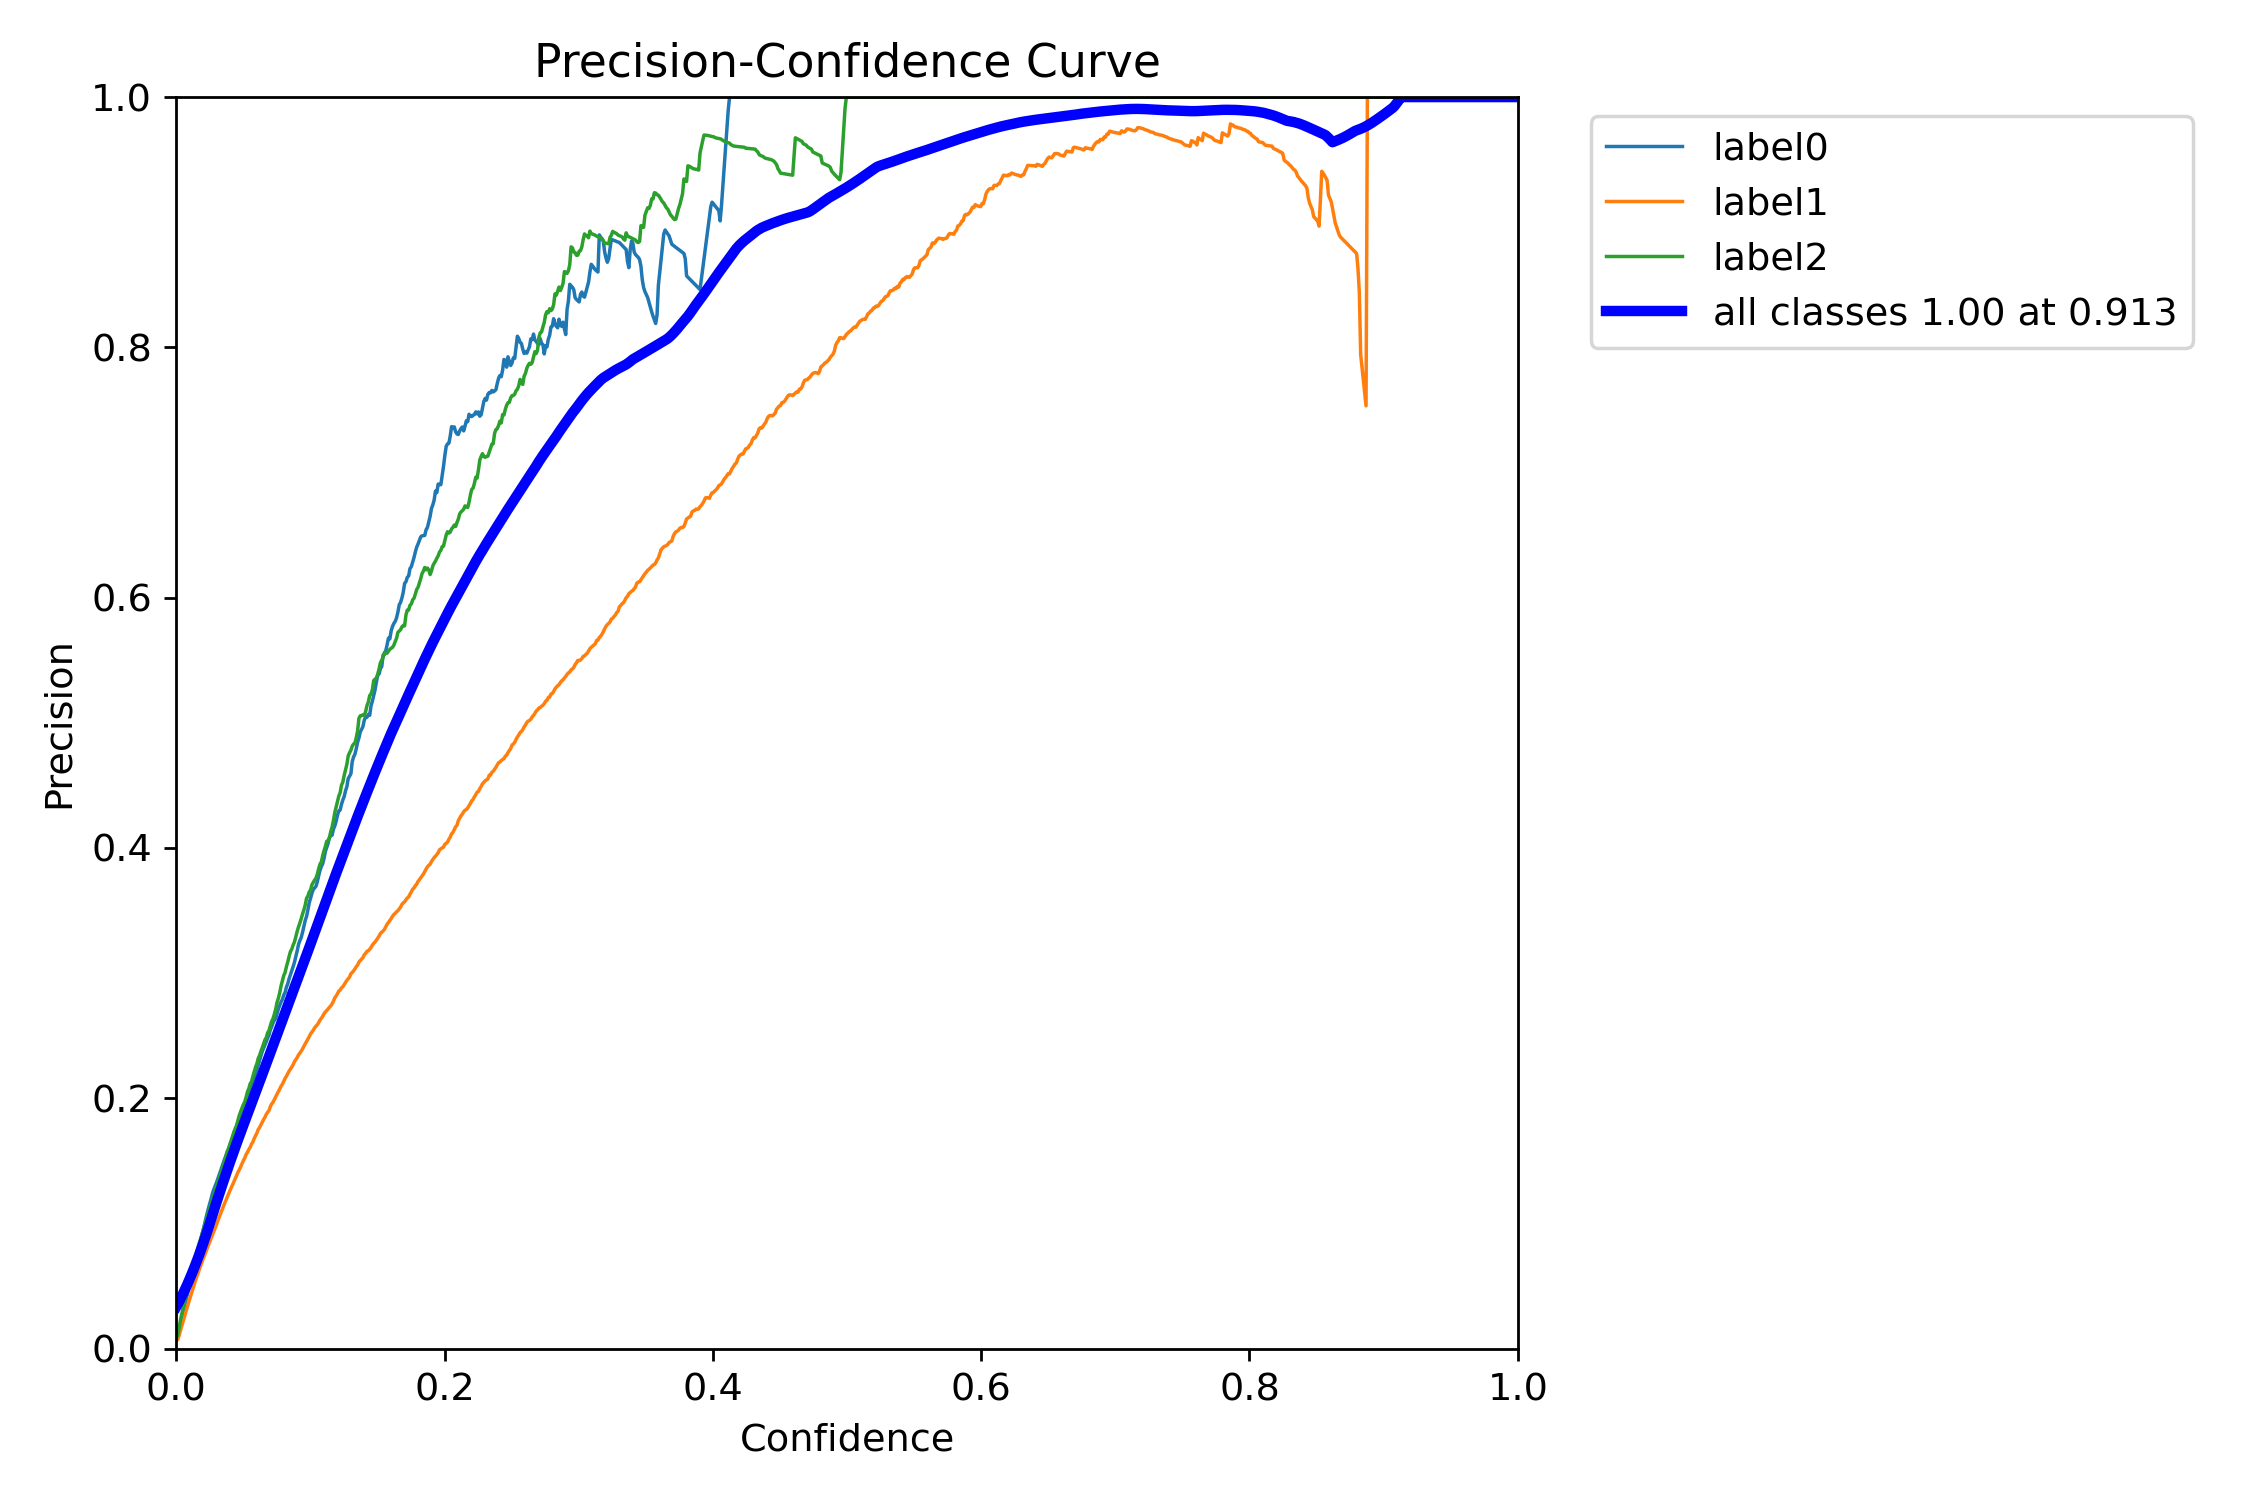 Precision-Confidence Curve
1.0
0.8
0.6
0.4
0.2
0.0
Precision
0.0 0.2 0.4 0.6 0.8 1.0
Confidence
label0
label1
label2
all classes 1.00 at 0.913